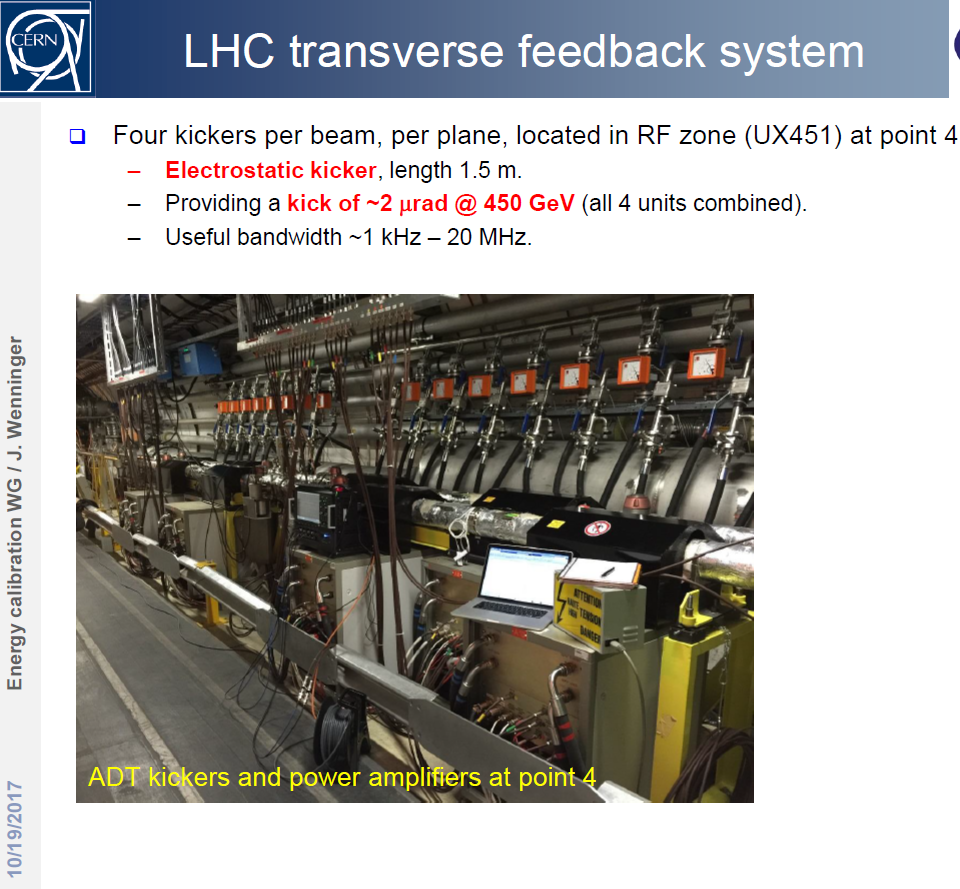 CERN
LHC transverse feedback system
Four kickers per beam, per plane, located in RF zone (UX451) at point 4
– Electrostatic kicker, length 1.5 m.
– Providing a kick of ~2 μrad @ 450 GeV (all 4 units combined).
– Useful bandwidth ~1 kHz – 20 MHz.
ATTENTION
HAUTE TENSION
DANGER
ADT kickers and power amplifiers at point 4
Energy calibration WG / J. Wenninger
10/19/2017